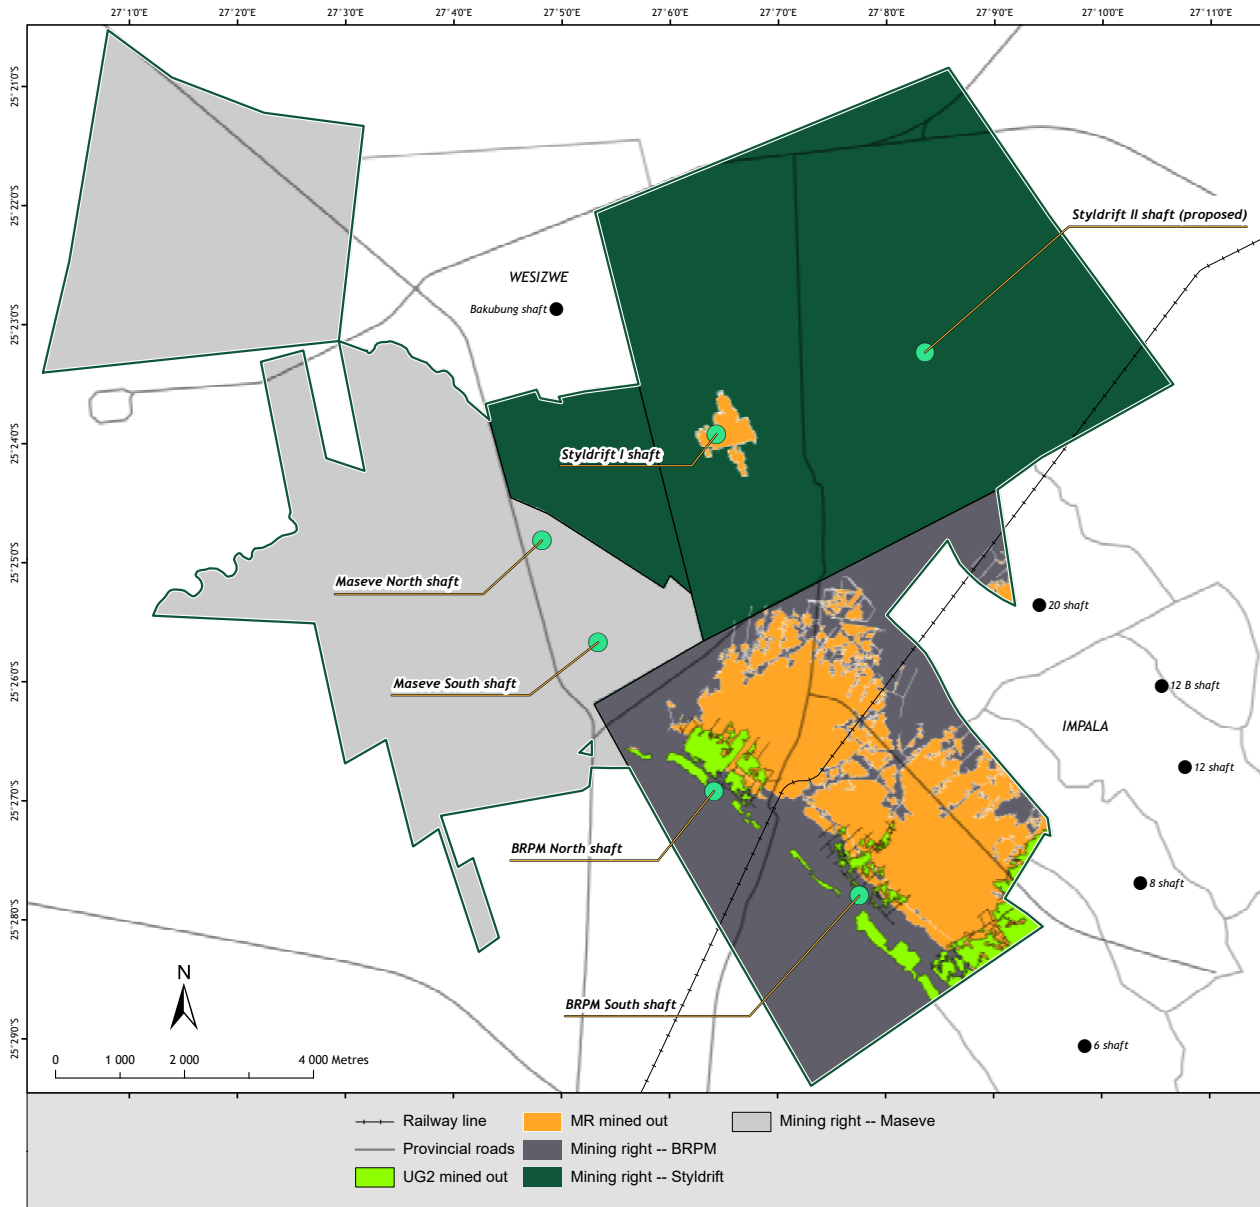 27°1'0"E
27°2'0"E
27°3'0"E
27°4'0"E
27°5'0"E
27°6'0"E
27°7'0"E
27°8'0"E
27°9'0"E
27°10'0"E
27°11'0"E
25°21'0"S
25°22'0"S
25°23'0"S
25°24'0"S
25°25'0"S
25°26'0"S
25°27'0"S
25°28'0"S
25°29'0"S
Styldrift II shaft (proposed)
WESIZWE
Bakubung shaft
Styldrift I shaft
Maseve North shaft
20 shaft
Maseve South shaft
12 B shaft
IMPALA
12 shaft
BRPM North shaft
8 shaft
BRPM South shaft
6 shaft
N
0 1 000 2 000 4 000 Metres
Railway line
Provincial roads
UG2 mined out
MR mined out
Mining right -- BRPM
Mining right -- Styldrift
Mining right -- Maseve